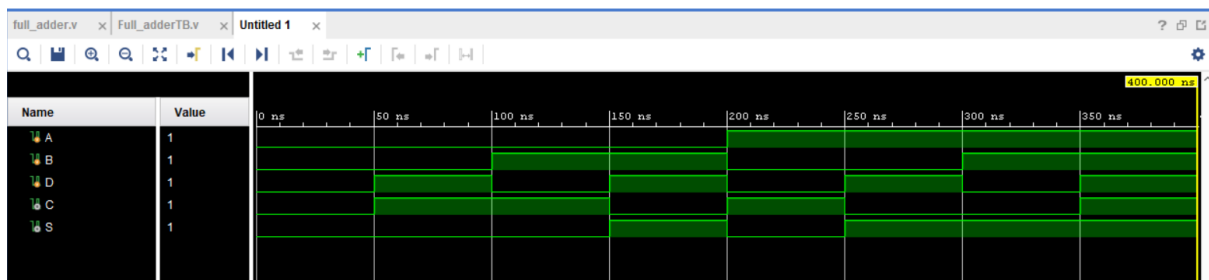 full_adder.v × Full_adderTB.v × Untitled 1 × ?
400.000 ns
Name Value 0 ns 50 ns 100 ns 150 ns 200 ns 250 ns 300 ns 350 ns
A 1
B 1
D 1
C 1
S 1